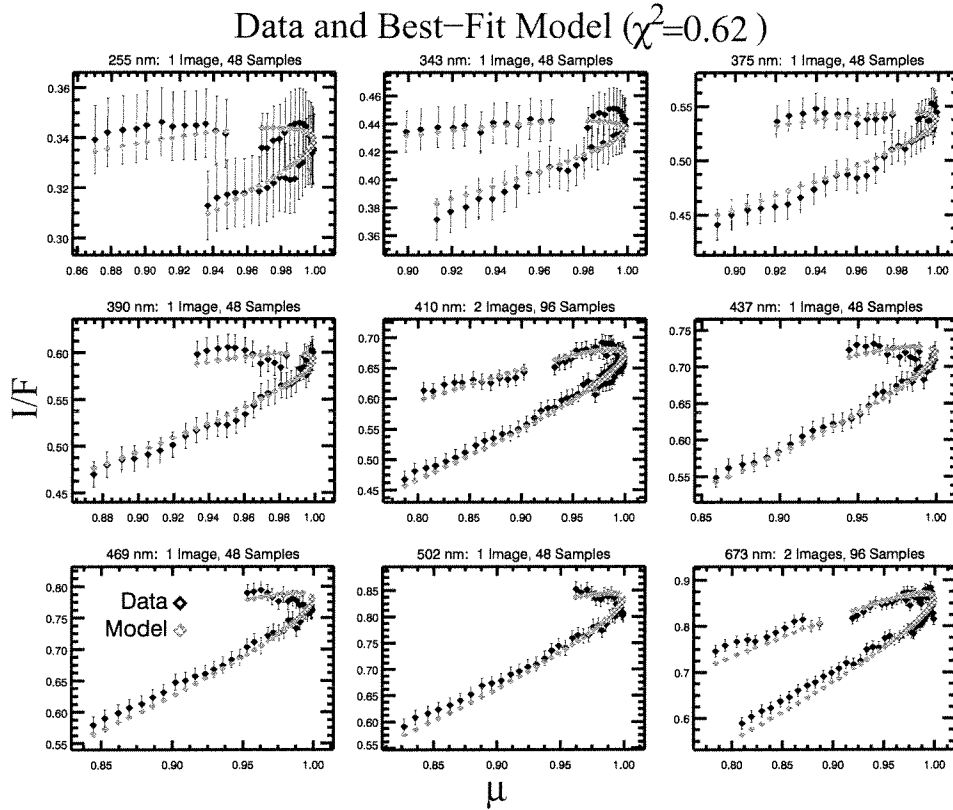 Data and Best-Fit Model (χ²=0.62)
255 nm: 1 Image, 48 Samples
343 nm: 1 Image, 48 Samples
375 nm: 1 Image, 48 Samples
0.36
0.34
0.32
0.30
0.86 0.88 0.90 0.92 0.94 0.96 0.98 1.00
0.46
0.44
0.42
0.40
0.38
0.36
0.90 0.92 0.94 0.96 0.98 1.00
0.55
0.50
0.45
0.90 0.92 0.94 0.96 0.98 1.00
390 nm: 1 Image, 48 Samples
410 nm: 2 Images, 96 Samples
437 nm: 1 Image, 48 Samples
I/F
0.60
0.55
0.50
0.45
0.88 0.90 0.92 0.94 0.96 0.98 1.00
0.70
0.65
0.60
0.55
0.50
0.45
0.80 0.85 0.90 0.95 1.00
0.75
0.70
0.65
0.60
0.55
0.85 0.90 0.95 1.00
469 nm: 1 Image, 48 Samples
502 nm: 1 Image, 48 Samples
673 nm: 2 Images, 96 Samples
Data
Model
0.80
0.75
0.70
0.65
0.60
0.55
0.85 0.90 0.95 1.00
0.85
0.80
0.75
0.70
0.65
0.60
0.55
0.85 0.90 0.95 1.00
0.9
0.8
0.7
0.6
0.80 0.85 0.90 0.95 1.00
μ